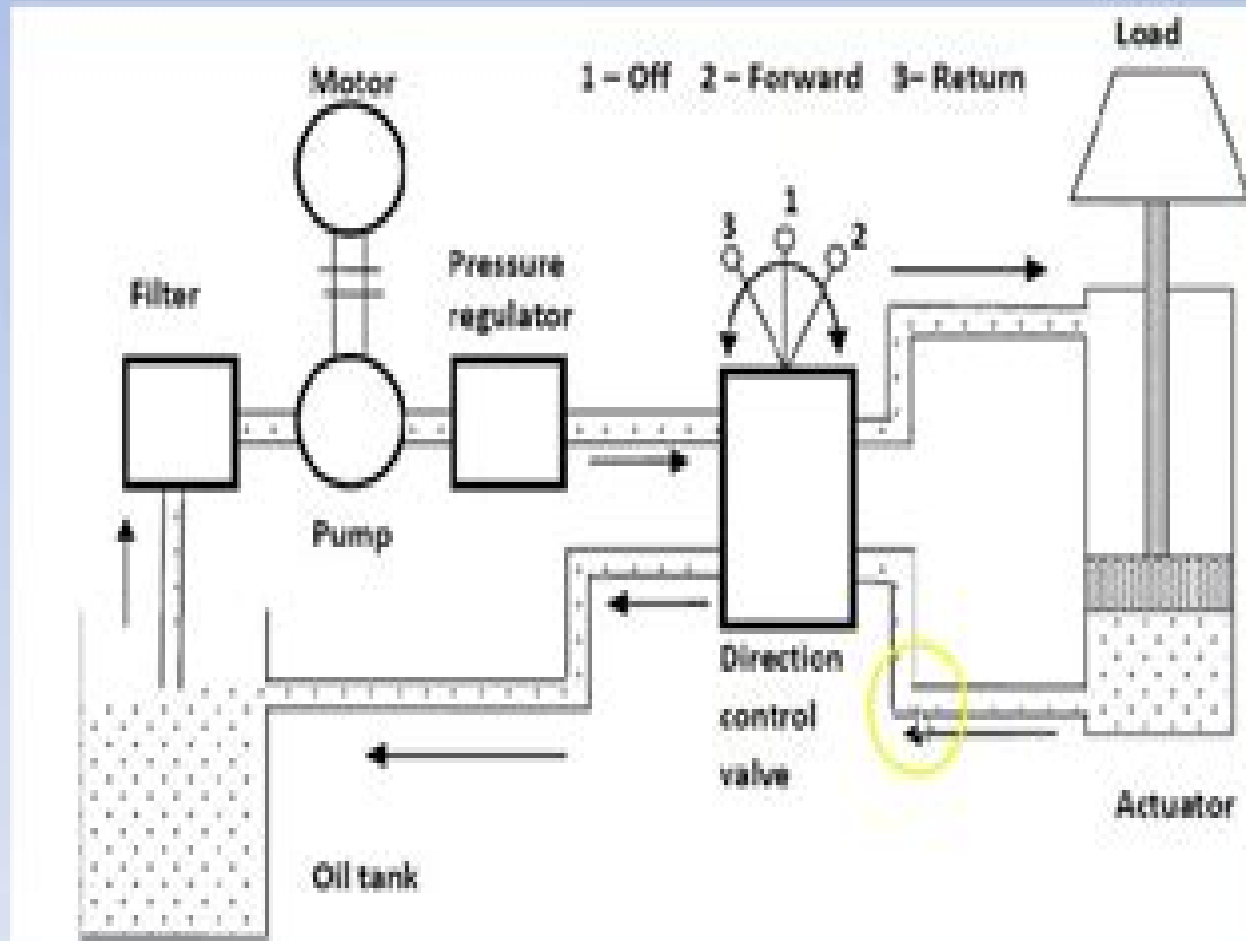 Load
Motor
1 – Off 2 – Forward 3– Return
1
3
2
Pressure
regulator
Filter
Pump
Direction
control
valve
Actuator
Oil tank